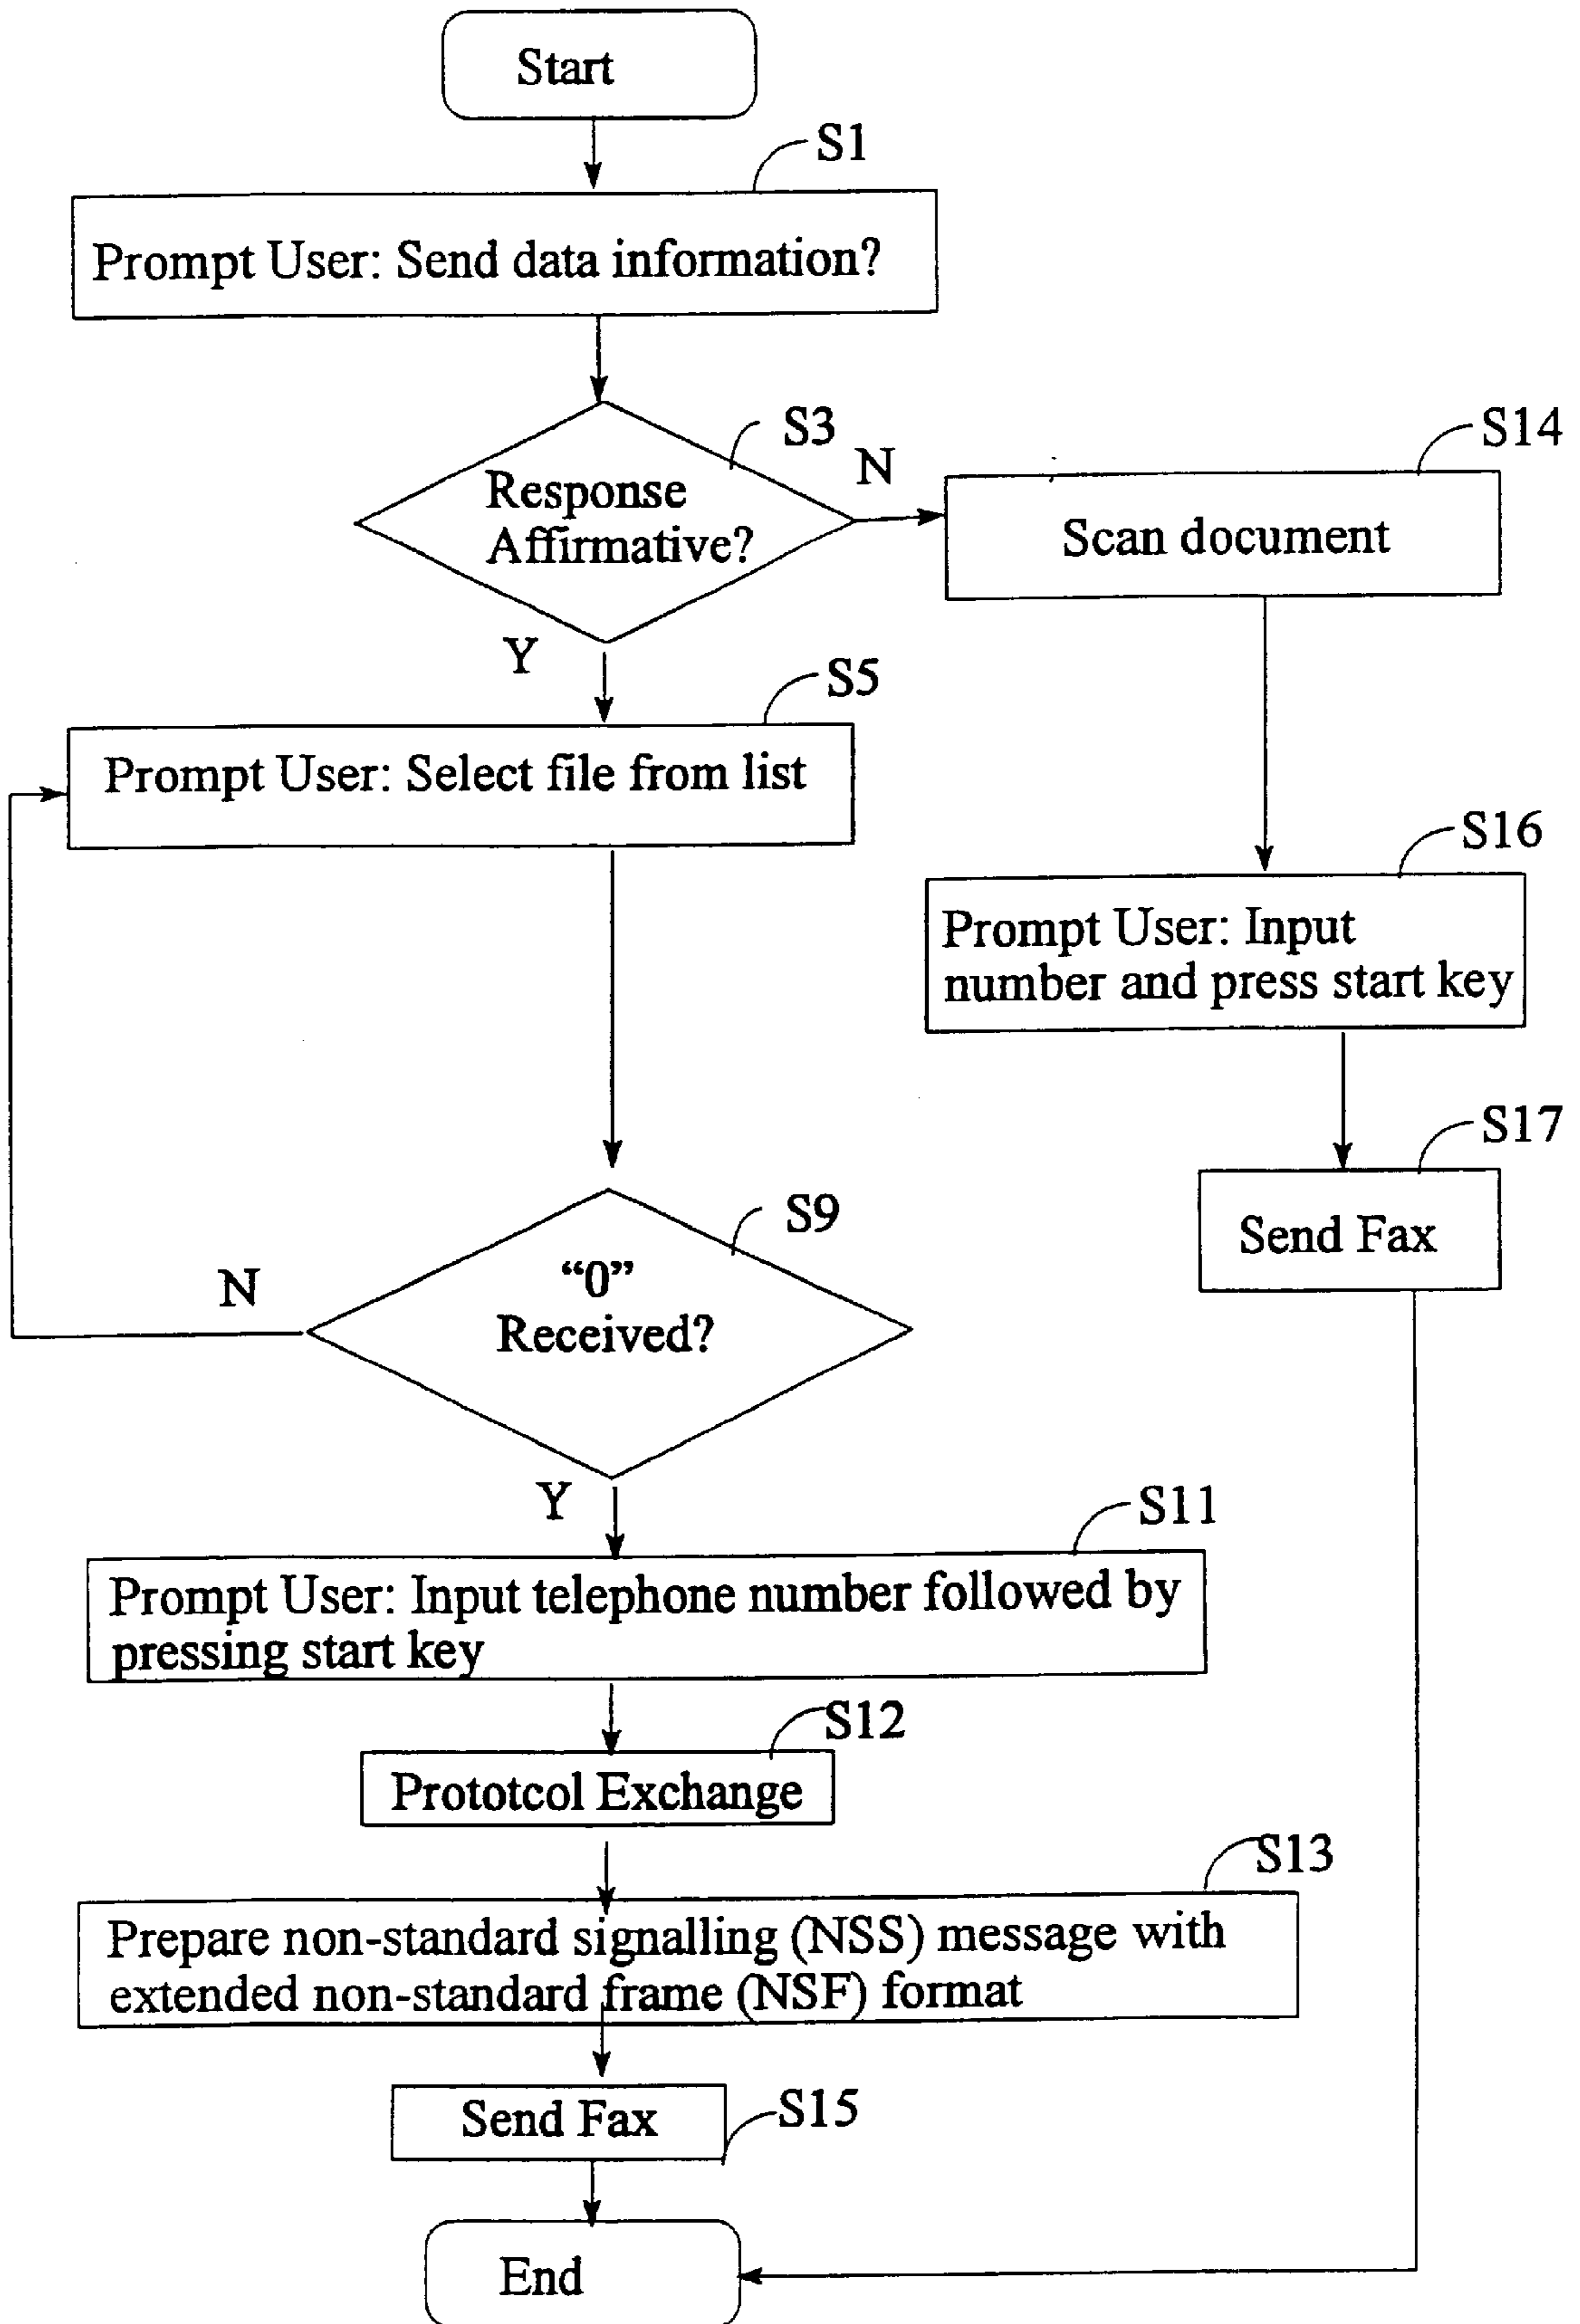 Start
S1
Prompt User: Send data information?
S3
Response
Affirmative?
N
Y
S14
Scan document
S5
Prompt User: Select file from list
S16
Prompt User: Input
number and press start key
S17
Send Fax
S9
“0”
Received?
N
Y
S11
Prompt User: Input telephone number followed by
pressing start key
S12
Prototcol Exchange
S13
Prepare non-standard signalling (NSS) message with
extended non-standard frame (NSF) format
Send Fax
S15
End